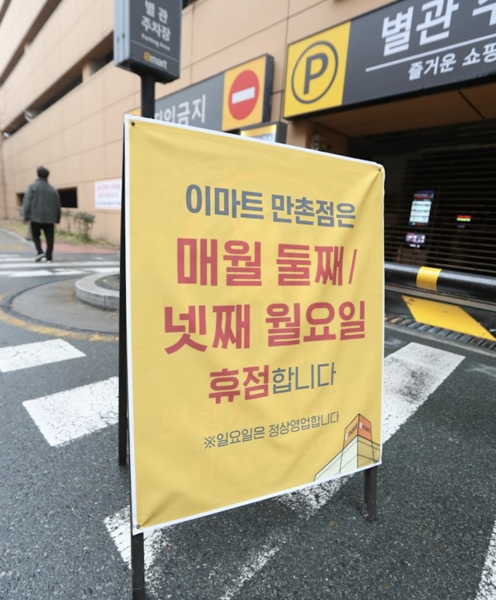 별관
주차장
Parking Area
emart
진입금지
P
별관 주
즐거운 쇼핑
이마트 만촌점은
매월 둘째/
넷째 월요일
휴점합니다
※일요일은 정상영업합니다